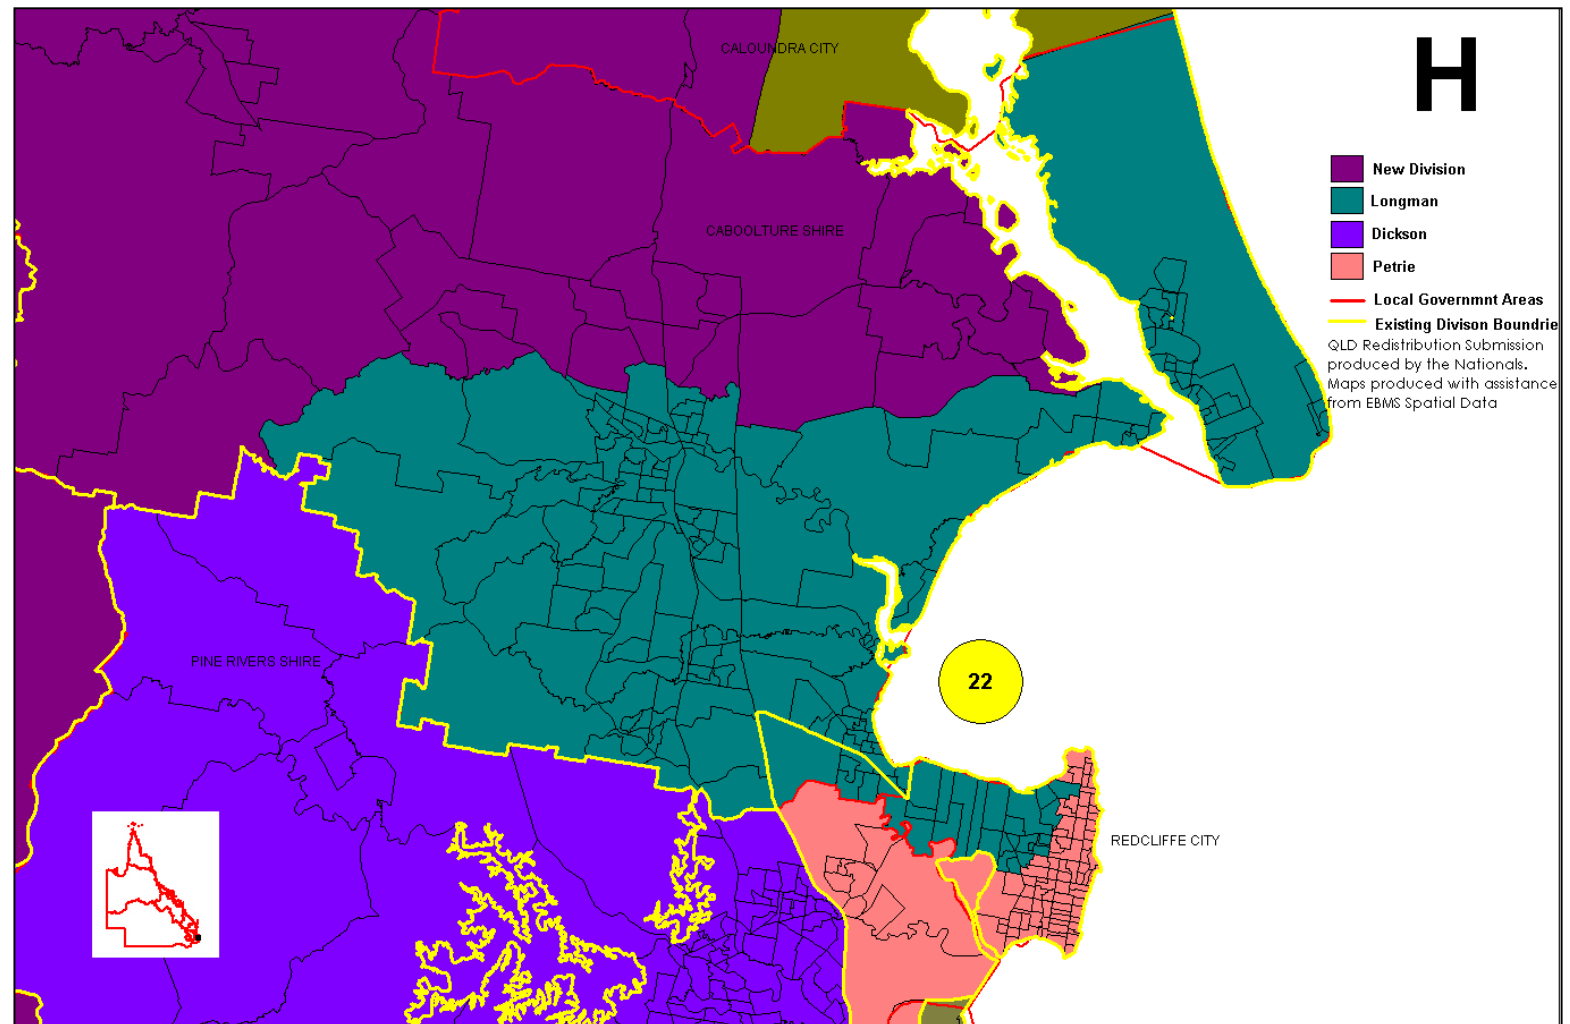 H
CALOUNDRA CITY
New Division
Longman
CABOOLTURE SHIRE
Dickson
Petrie
Local Governmnt Areas
Existing Divison Boundrie
QLD Redistribution Submission
produced by the Nationals.
Maps produced with assistance
from EBMS Spatial Data
PINE RIVERS SHIRE
22
REDCLIFFE CITY